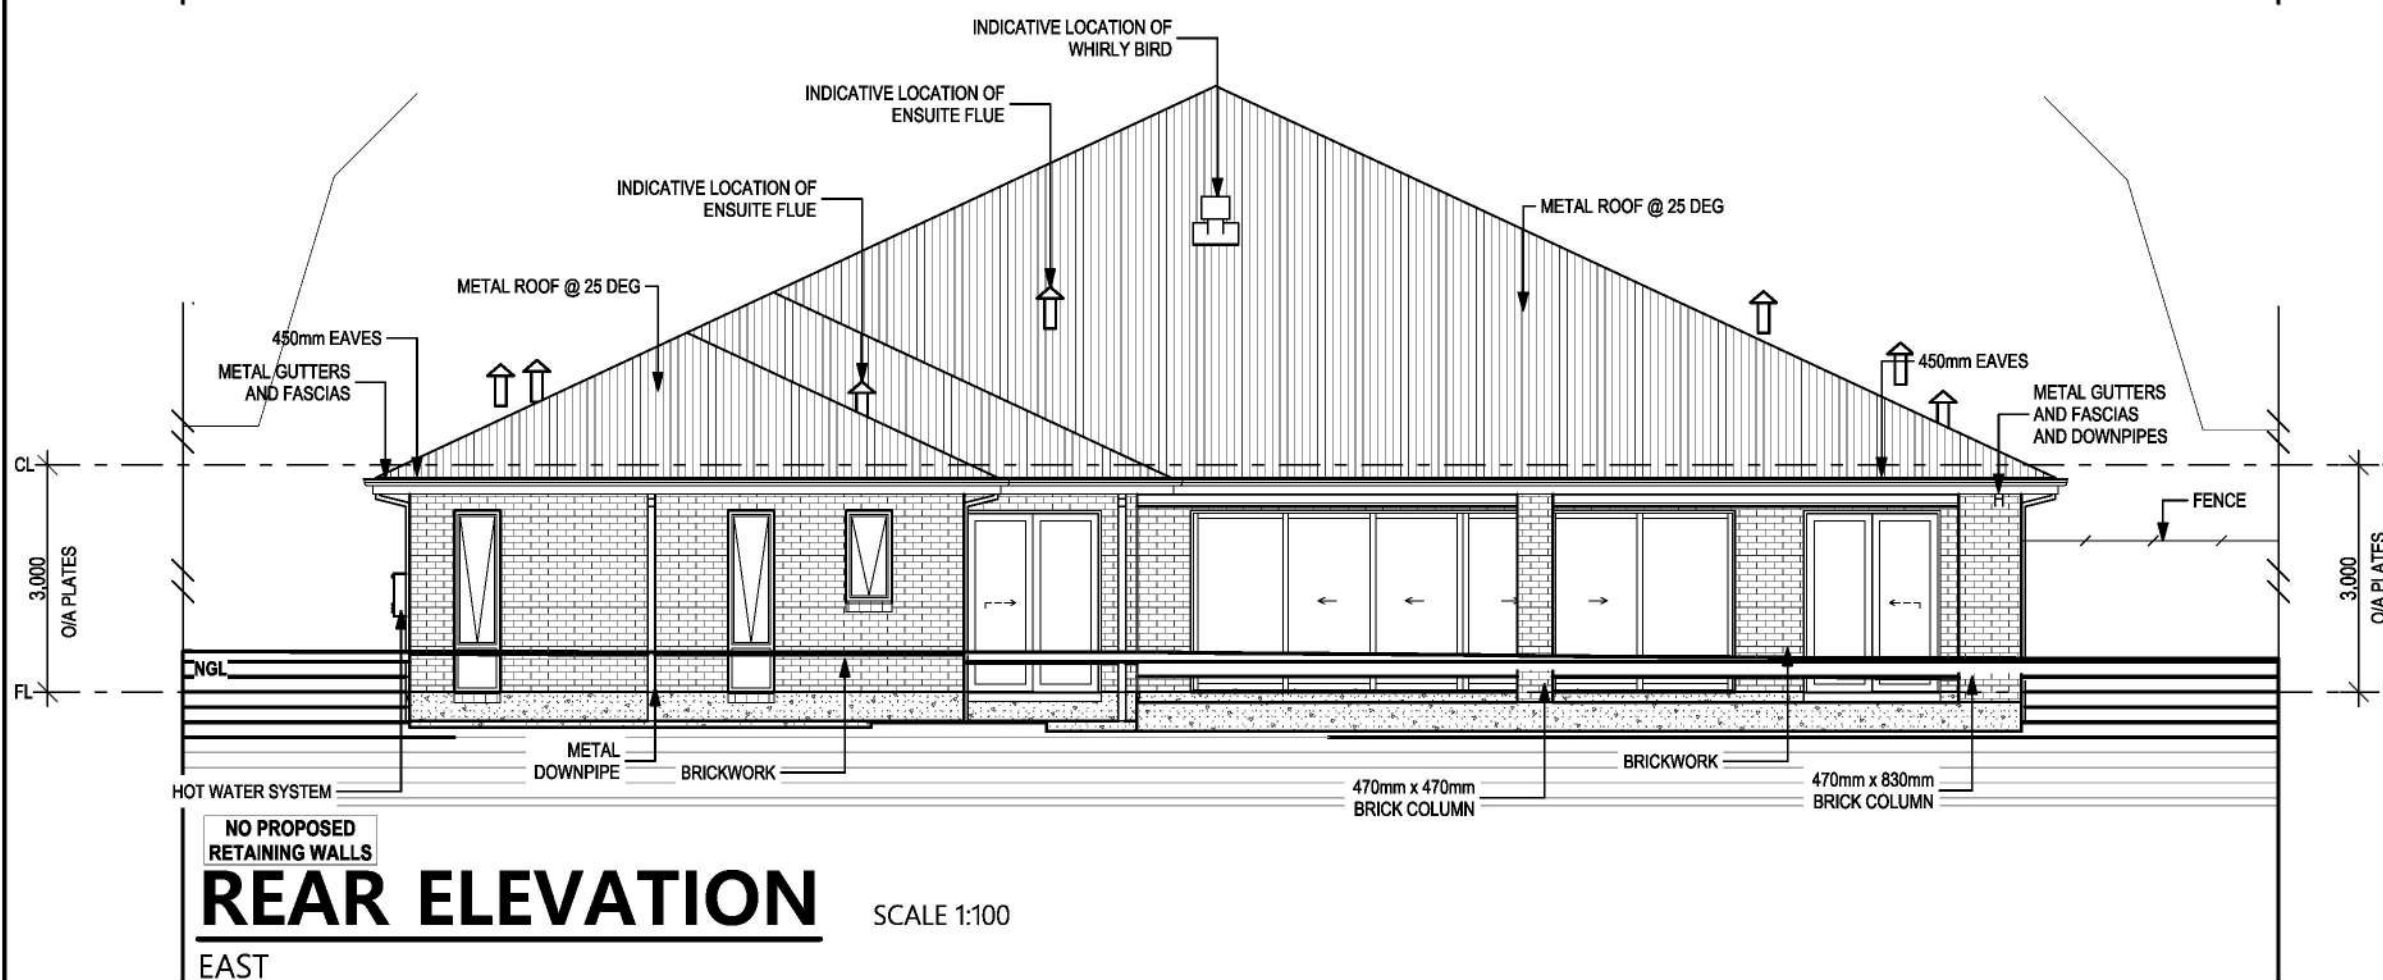 INDICATIVE LOCATION OF
WHIRLY BIRD
INDICATIVE LOCATION OF
ENSUITE FLUE
INDICATIVE LOCATION OF
ENSUITE FLUE
METAL ROOF @ 25 DEG
METAL ROOF @ 25 DEG
450mm EAVES
METAL GUTTERS
AND FASCIAS
450mm EAVES
METAL GUTTERS
AND FASCIAS
AND DOWNPIPES
CL
FENCE
3,000
O/A PLATES
3,000
O/A PLATES
NGL
FL
METAL
DOWNPIPE
BRICKWORK
BRICKWORK
HOT WATER SYSTEM
470mm x 470mm
BRICK COLUMN
470mm x 830mm
BRICK COLUMN
NO PROPOSED
RETAINING WALLS
REAR ELEVATION
SCALE 1:100
EAST